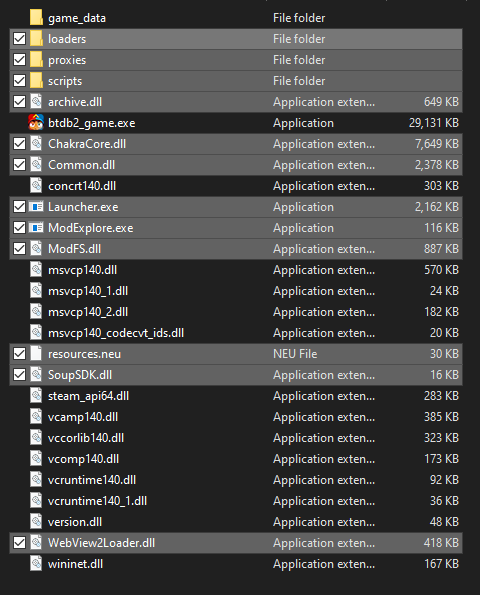 game_data File folder
loaders File folder
proxies File folder
scripts File folder
archive.dll Application exten... 649 KB
btdb2_game.exe Application 29,131 KB
ChakraCore.dll Application exten... 7,649 KB
Common.dll Application exten... 2,378 KB
concrt140.dll Application exten... 303 KB
Launcher.exe Application 2,162 KB
ModExplore.exe Application 116 KB
ModFS.dll Application exten... 887 KB
msvcp140.dll Application exten... 570 KB
msvcp140_1.dll Application exten... 24 KB
msvcp140_2.dll Application exten... 182 KB
msvcp140_codecvt_ids.dll Application exten... 20 KB
resources.neu NEU File 30 KB
SoupSDK.dll Application exten... 16 KB
steam_api64.dll Application exten... 283 KB
vcamp140.dll Application exten... 385 KB
vccorlib140.dll Application exten... 323 KB
vcomp140.dll Application exten... 173 KB
vcruntime140.dll Application exten... 92 KB
vcruntime140_1.dll Application exten... 36 KB
version.dll Application exten... 48 KB
WebView2Loader.dll Application exten... 418 KB
wininet.dll Application exten... 167 KB